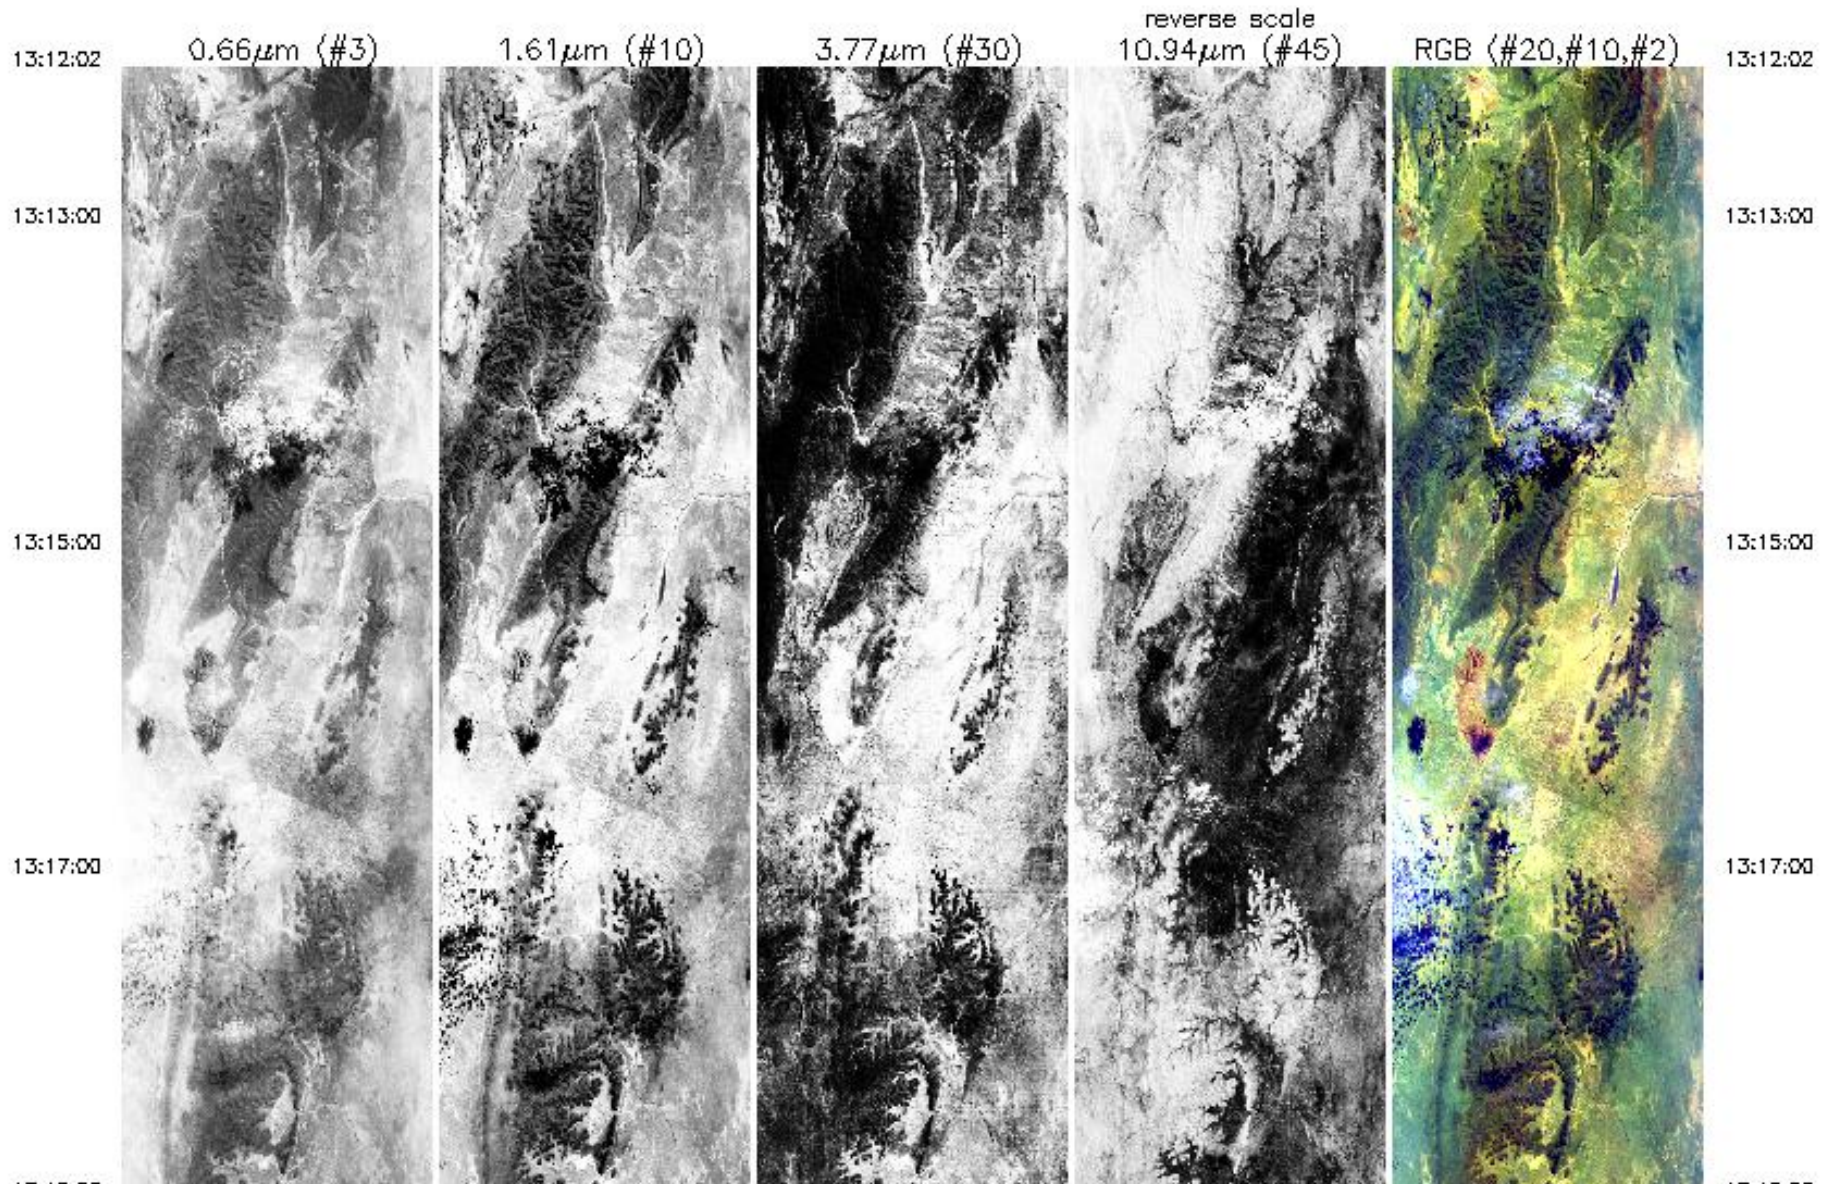 reverse scale
0.66μm (#3) 1.61μm (#10) 3.77μm (#30) 10.94μm (#45) RGB (#20,#10,#2)
13:12:02 13:12:02
13:13:00 13:13:00
13:15:00 13:15:00
13:17:00 13:17:00